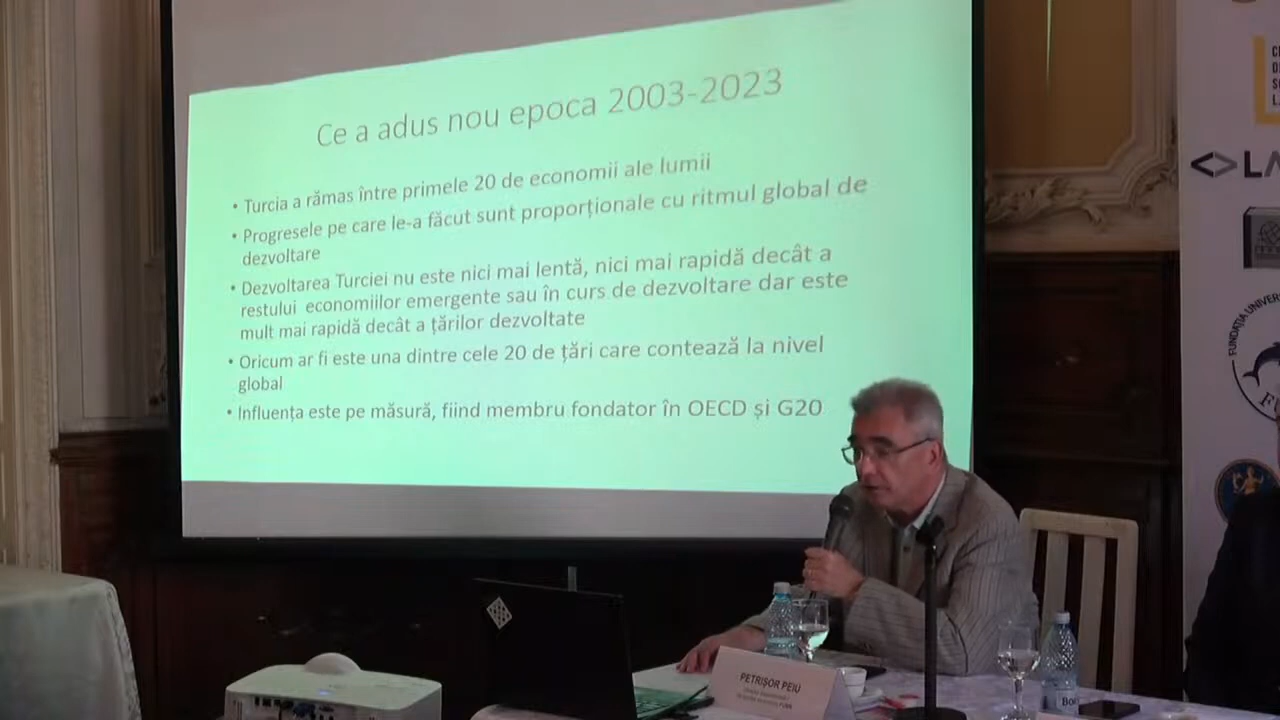 Ce a adus nou epoca 2003-2023
• Turcia a rămas între primele 20 de economii ale lumii
• Progresele pe care le-a făcut sunt proporționale cu ritmul global de
dezvoltare
• Dezvoltarea Turciei nu este nici mai lentă, nici mai rapidă decât a
restului economiilor emergente sau în curs de dezvoltare dar este
mult mai rapidă decât a țărilor dezvoltate
• Oricum ar fi este una dintre cele 20 de țări care contează la nivel
global
• Influența este pe măsură, fiind membru fondator în OECD și G20
FUNDAȚIA UNIVER
PETRIȘOR PEIU